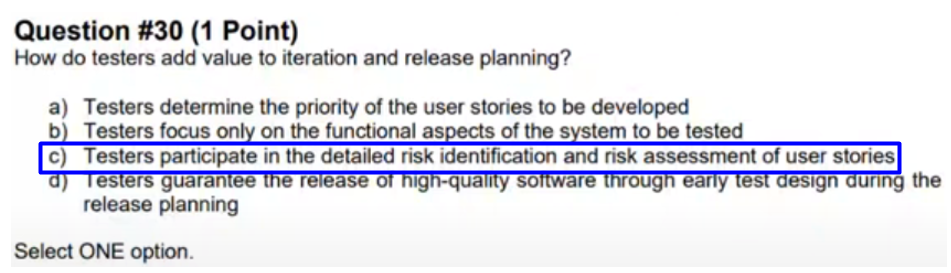 Question #30 (1 Point)
How do testers add value to iteration and release planning?
a) Testers determine the priority of the user stories to be developed
b) Testers focus only on the functional aspects of the system to be tested
c) Testers participate in the detailed risk identification and risk assessment of user stories
d) Testers guarantee the release of high-quality software through early test design during the
release planning
Select ONE option.